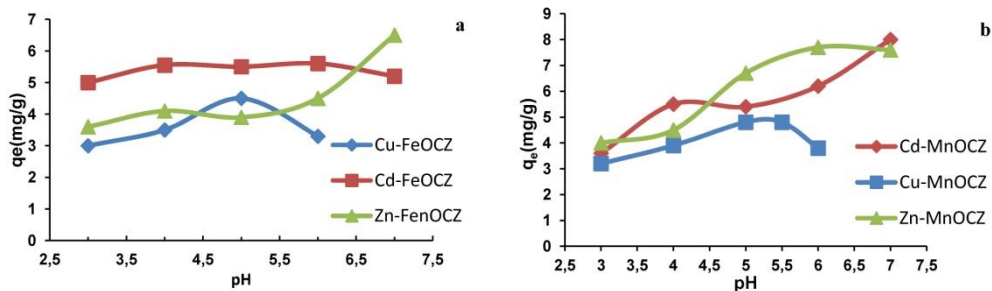 a
qe(mg/g)
7
6
5
4
3
2
1
0
2,5 3,5 4,5 5,5 6,5 7,5
pH
Cu-FeOCZ
Cd-FeOCZ
Zn-FenOCZ
b
qe(mg/g)
9
8
7
6
5
4
3
2
1
0
2,5 3 3,5 4 4,5 5 5,5 6 6,5 7 7,5
pH
Cd-MnOCZ
Cu-MnOCZ
Zn-MnOCZ